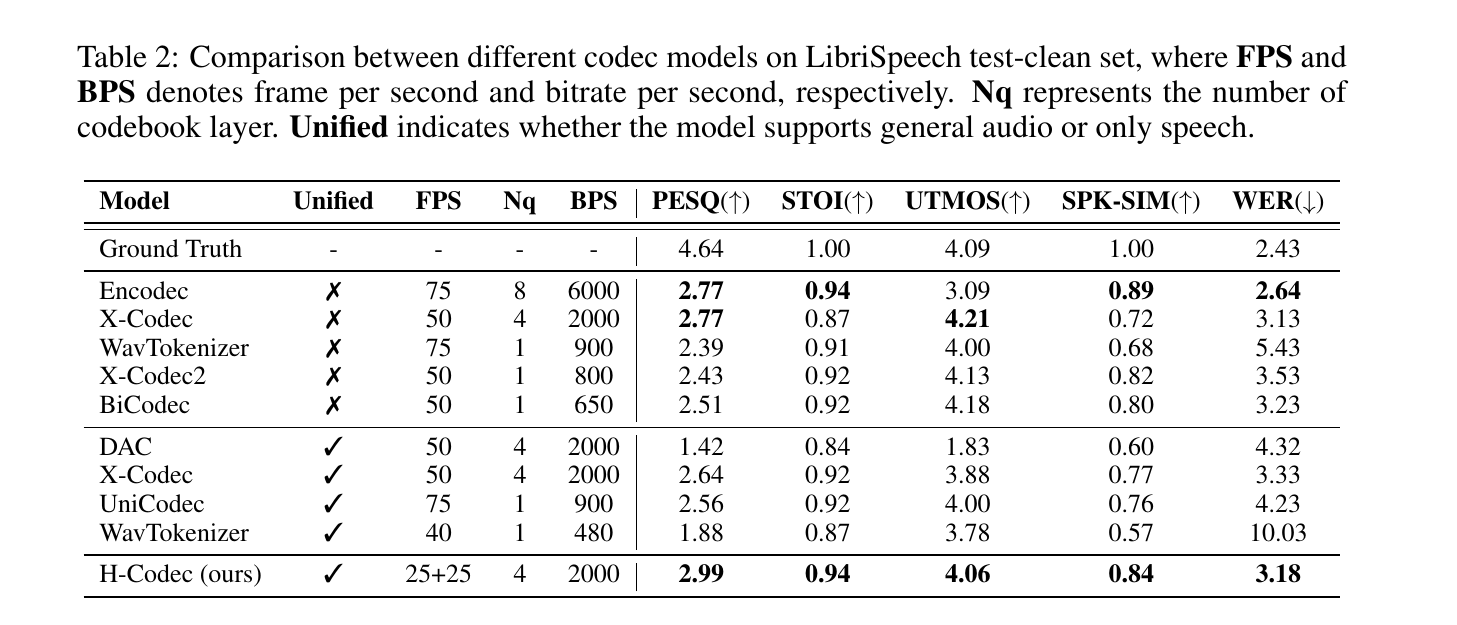 Table 2: Comparison between different codec models on LibriSpeech test-clean set, where FPS and
BPS denotes frame per second and bitrate per second, respectively. Nq represents the number of
codebook layer. Unified indicates whether the model supports general audio or only speech.
Model Unified FPS Nq BPS PESQ(↑) STOI(↑) UTMOS(↑) SPK-SIM(↑) WER(↓)
Ground Truth - - - - 4.64 1.00 4.09 1.00 2.43
Encodec ✗ 75 8 6000 2.77 0.94 3.09 0.89 2.64
X-Codec ✗ 50 4 2000 2.77 0.87 4.21 0.72 3.13
WavTokenizer ✗ 75 1 900 2.39 0.91 4.00 0.68 5.43
X-Codec2 ✗ 50 1 800 2.43 0.92 4.13 0.82 3.53
BiCodec ✗ 50 1 650 2.51 0.92 4.18 0.80 3.23
DAC ✓ 50 4 2000 1.42 0.84 1.83 0.60 4.32
X-Codec ✓ 50 4 2000 2.64 0.92 3.88 0.77 3.33
UniCodec ✓ 75 1 900 2.56 0.92 4.00 0.76 4.23
WavTokenizer ✓ 40 1 480 1.88 0.87 3.78 0.57 10.03
H-Codec (ours) ✓ 25+25 4 2000 2.99 0.94 4.06 0.84 3.18